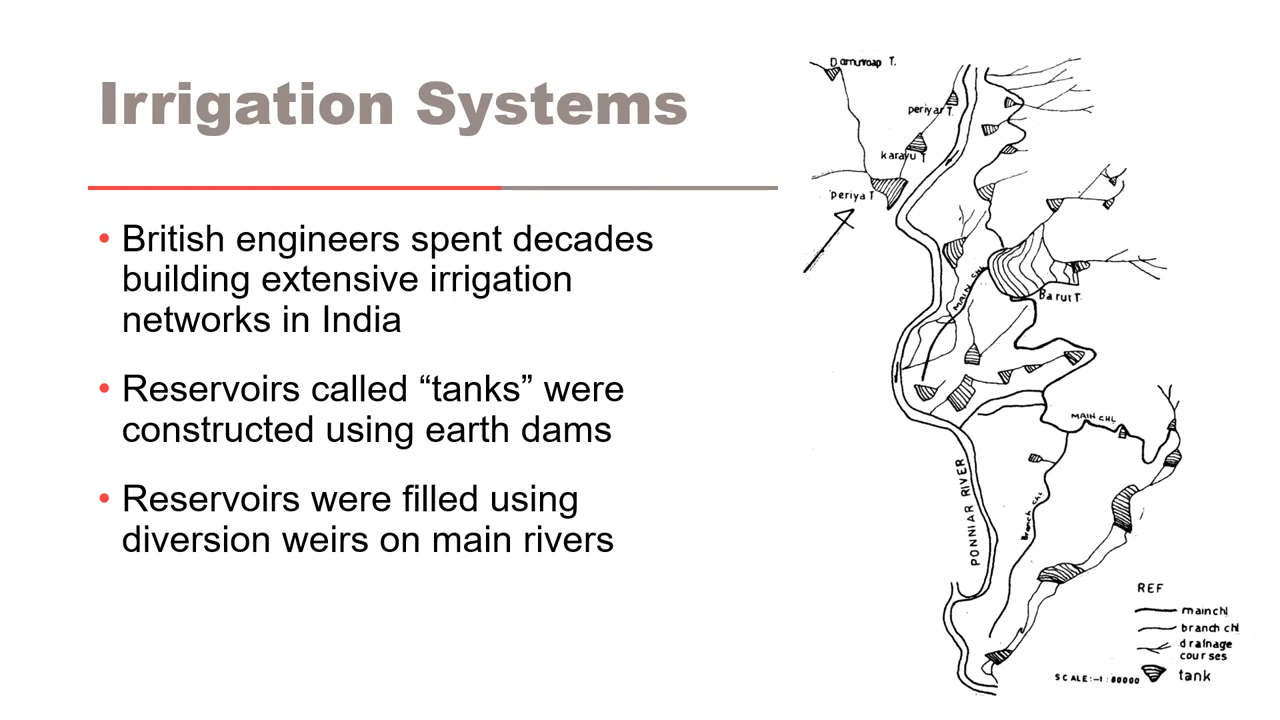 Irrigation Systems
• British engineers spent decades
building extensive irrigation
networks in India
• Reservoirs called “tanks” were
constructed using earth dams
• Reservoirs were filled using
diversion weirs on main rivers
periyar T.
karayu T
periya T
MAIN CHL
Barur T.
MAIN CHL
Branch chl
PONNIAR RIVER
REF
main chl
branch chl
drainage
courses
tank
SCALE:-1:80000